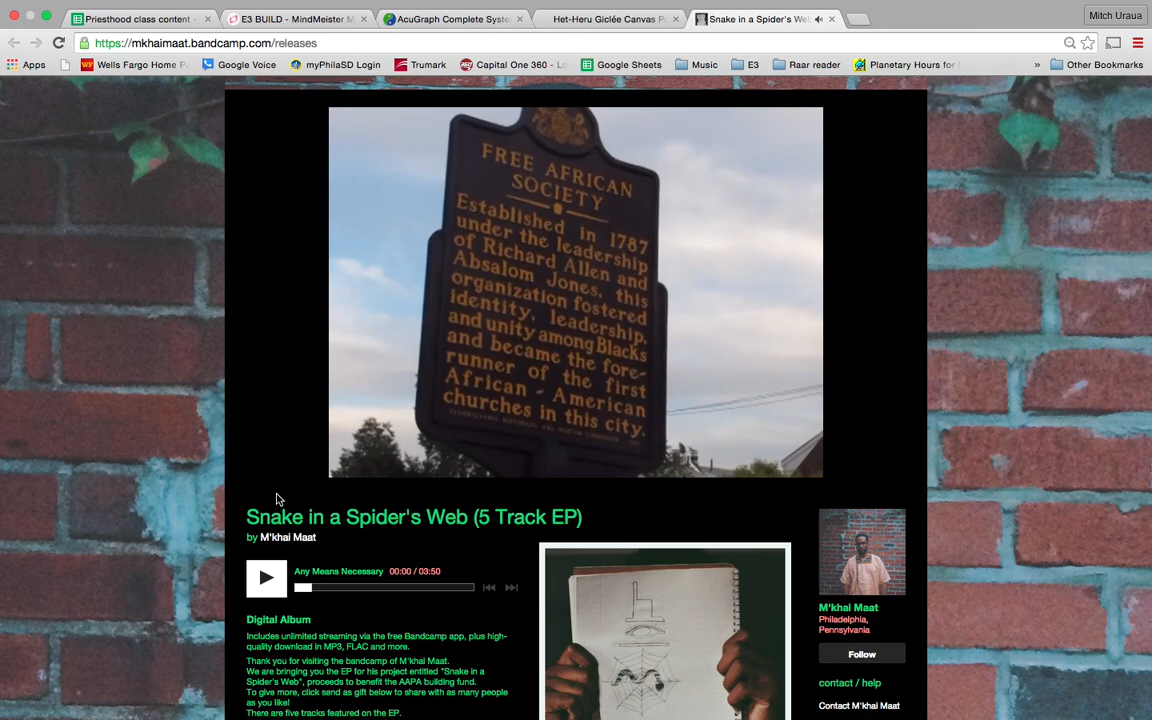 Priesthood class content -
E3 BUILD - MindMeister M
AcuGraph Complete Syste
Het-Heru Giclée Canvas P
Snake in a Spider's We
Mitch Uraua
https://mkhaimaat.bandcamp.com/releases
Apps
Wells Fargo Home P
Google Voice
myPhilaSD Login
Trumark
Capital One 360 - Lo
Google Sheets
Music
E3
Raar reader
Planetary Hours for
»
Other Bookmarks
FREE AFRICAN
SOCIETY
Established in 1787
under the leadership
of Richard Allen and
Absalom Jones, this
organization fostered
identity, leadership,
and unity among Blacks
and became the fore-
runner of the first
African - American
churches in this city.
PENNSYLVANIA HISTORICAL AND MUSEUM COMMISSION
Snake in a Spider's Web (5 Track EP)
by M'khai Maat
Any Means Necessary 00:00 / 03:50
Digital Album
Includes unlimited streaming via the free Bandcamp app, plus high-
quality download in MP3, FLAC and more.
Thank you for visiting the bandcamp of M'khai Maat.
We are bringing you the EP for his project entitled "Snake in a
Spider's Web", proceeds to benefit the AAPA building fund.
To give more, click send as gift below to share with as many people
as you like!
There are five tracks featured on the EP.
M'khai Maat
Philadelphia,
Pennsylvania
Follow
contact / help
Contact M'khai Maat